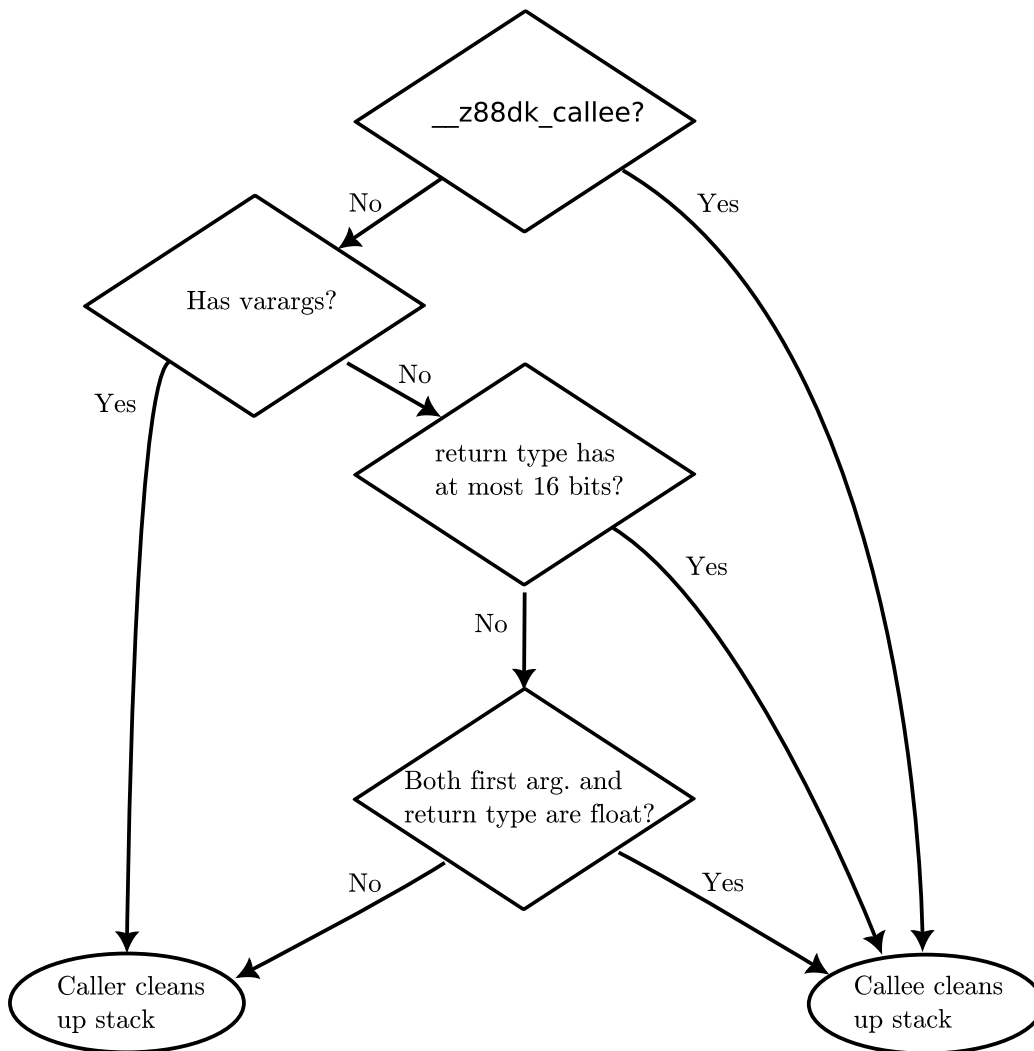 __z88dk_callee?
No
Yes
Has varargs?
No
Yes
return type has
at most 16 bits?
Yes
No
Both first arg. and
return type are float?
No
Yes
Caller cleans
up stack
Callee cleans
up stack